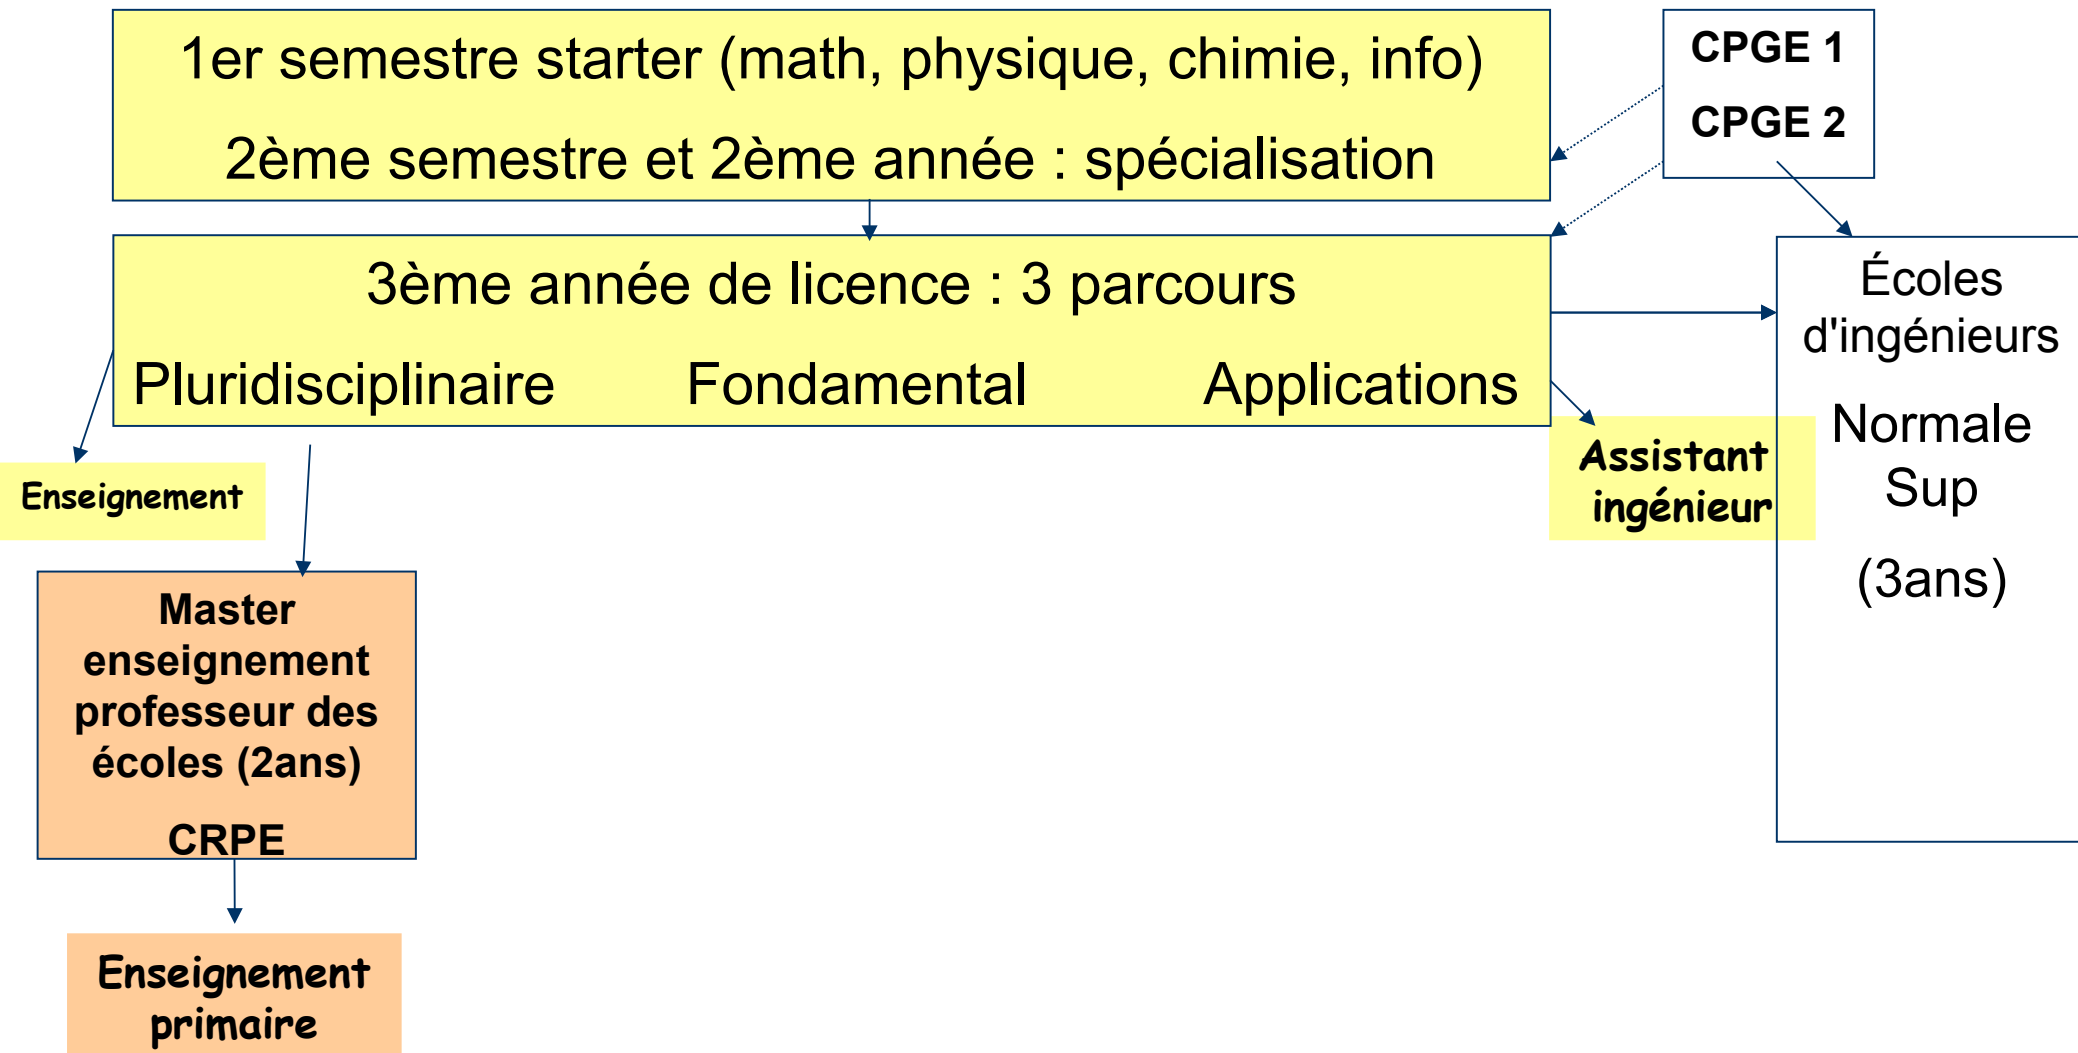 1er semestre starter (math, physique, chimie, info)
2ème semestre et 2ème année : spécialisation
CPGE 1
CPGE 2
3ème année de licence : 3 parcours
Pluridisciplinaire Fondamental Applications
Écoles
d'ingénieurs
Normale
Sup
(3ans)
Enseignement
Assistant
ingénieur
Master
enseignement
professeur des
écoles (2ans)
CRPE
Enseignement
primaire